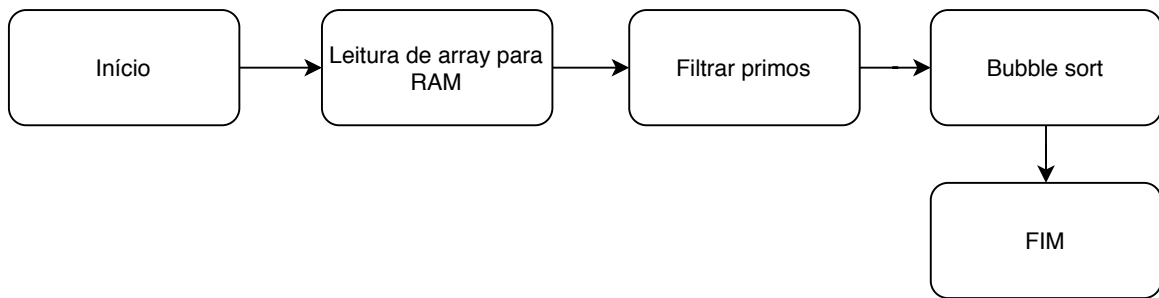 Início
Leitura de array para
RAM
Filtrar primos
Bubble sort
FIM